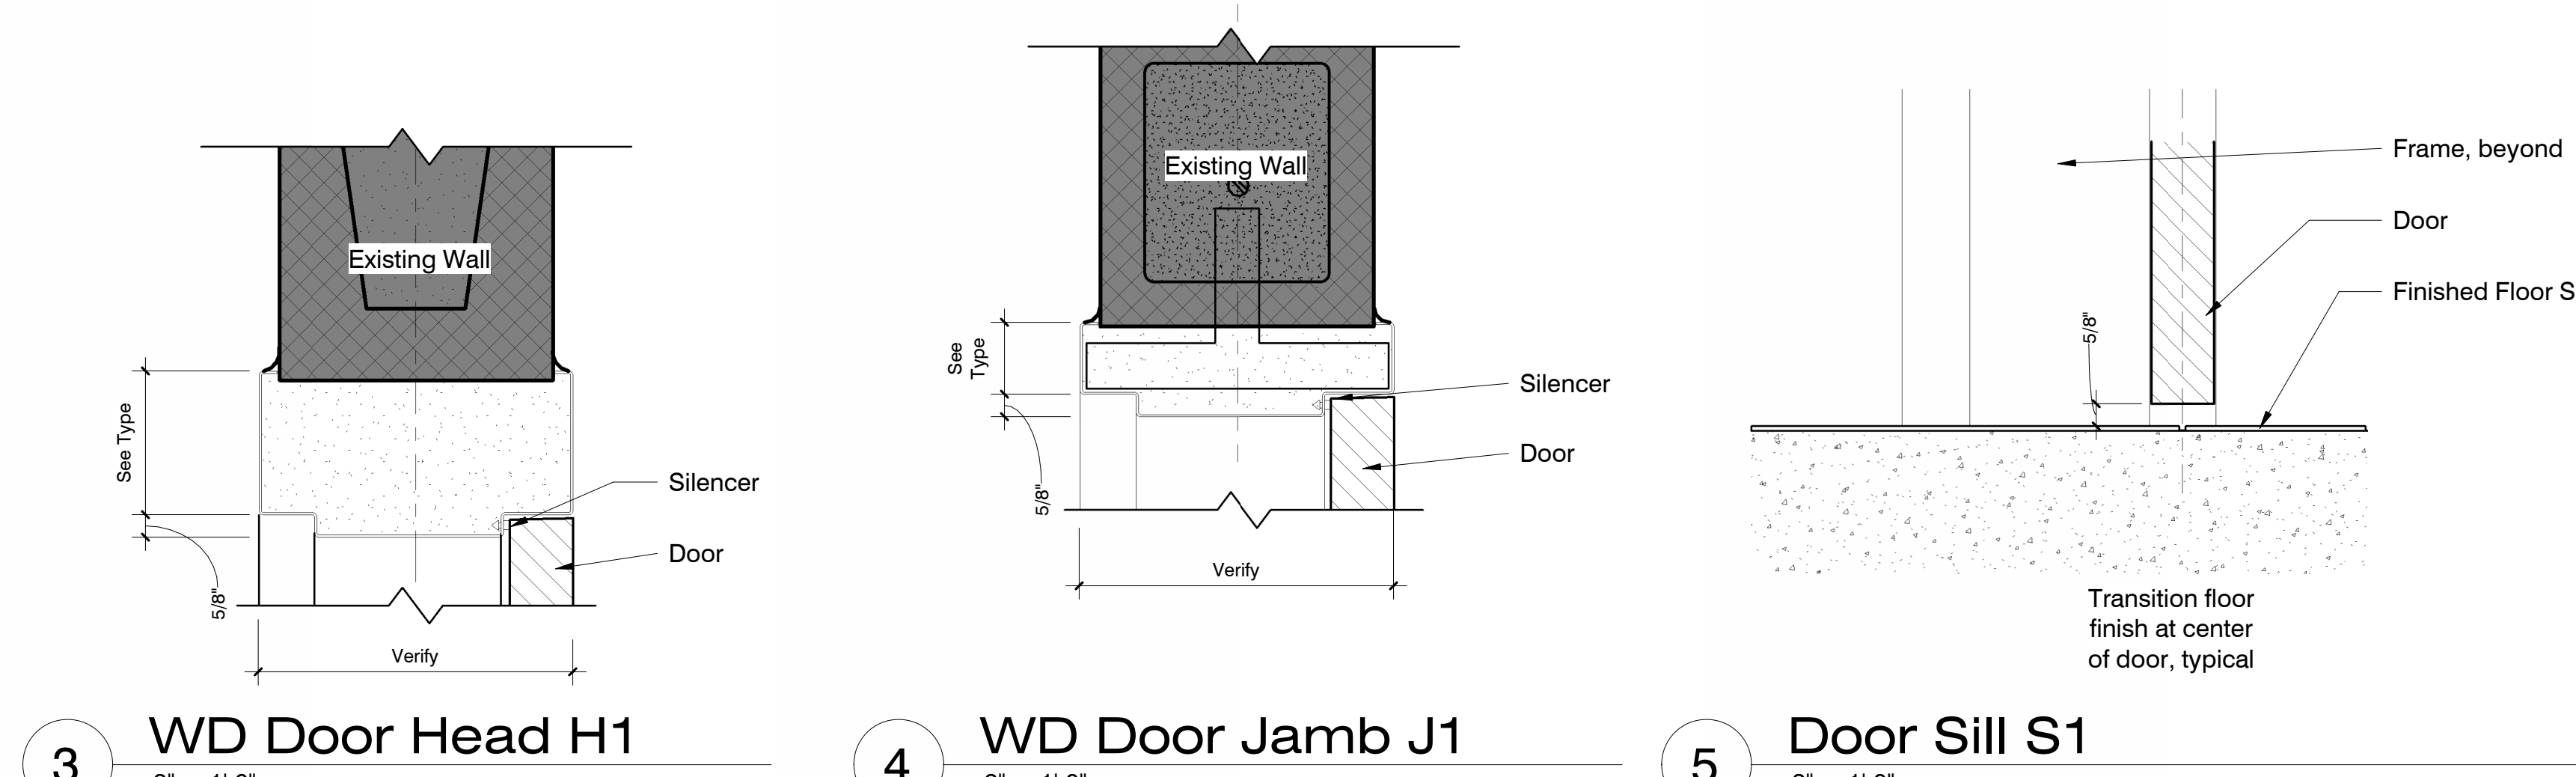 Existing Wall
See Type
5/8"
Silencer
Door
Verify
3
WD Door Head H1
Existing Wall
See
Type
5/8"
Silencer
Door
Verify
4
WD Door Jamb J1
Frame, beyond
Door
Finished Floor
5/8"
Transition floor
finish at center
of door, typical
5
Door Sill S1